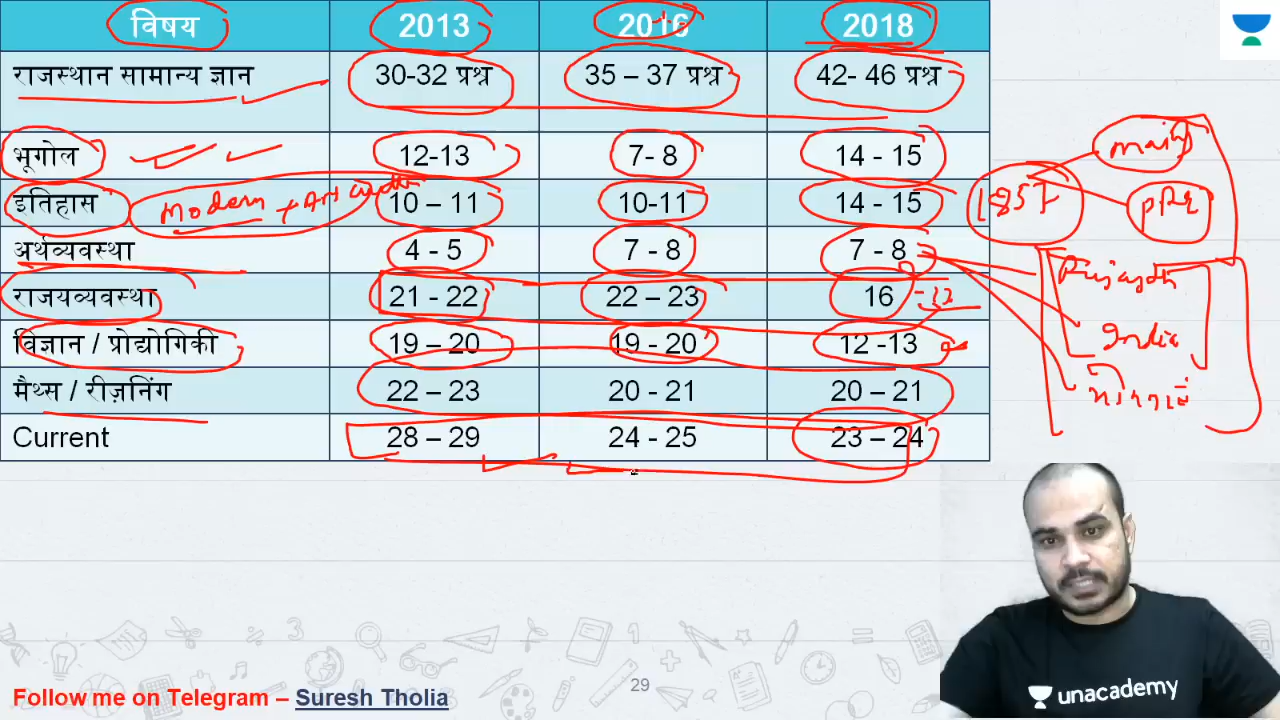 विषय 2013 2016 2018
राजस्थान सामान्य ज्ञान 30-32 प्रश्न 35 – 37 प्रश्न 42- 46 प्रश्न
भूगोल 12-13 7- 8 14 - 15
इतिहास Modern + Art 10 – 11 10-11 14 - 15
अर्थव्यवस्था 4 - 5 7 - 8 7 - 8
राजयव्यवस्था 21 - 22 22 – 23 16
विज्ञान / प्रोद्योगिकी 19 – 20 19 - 20 12 -13
मैथ्स / रीज़निंग 22 – 23 20 - 21 20 – 21
Current 28 – 29 24 - 25 23 – 24
1857
main
pre
India
29
Follow me on Telegram – Suresh Tholia
unacademy